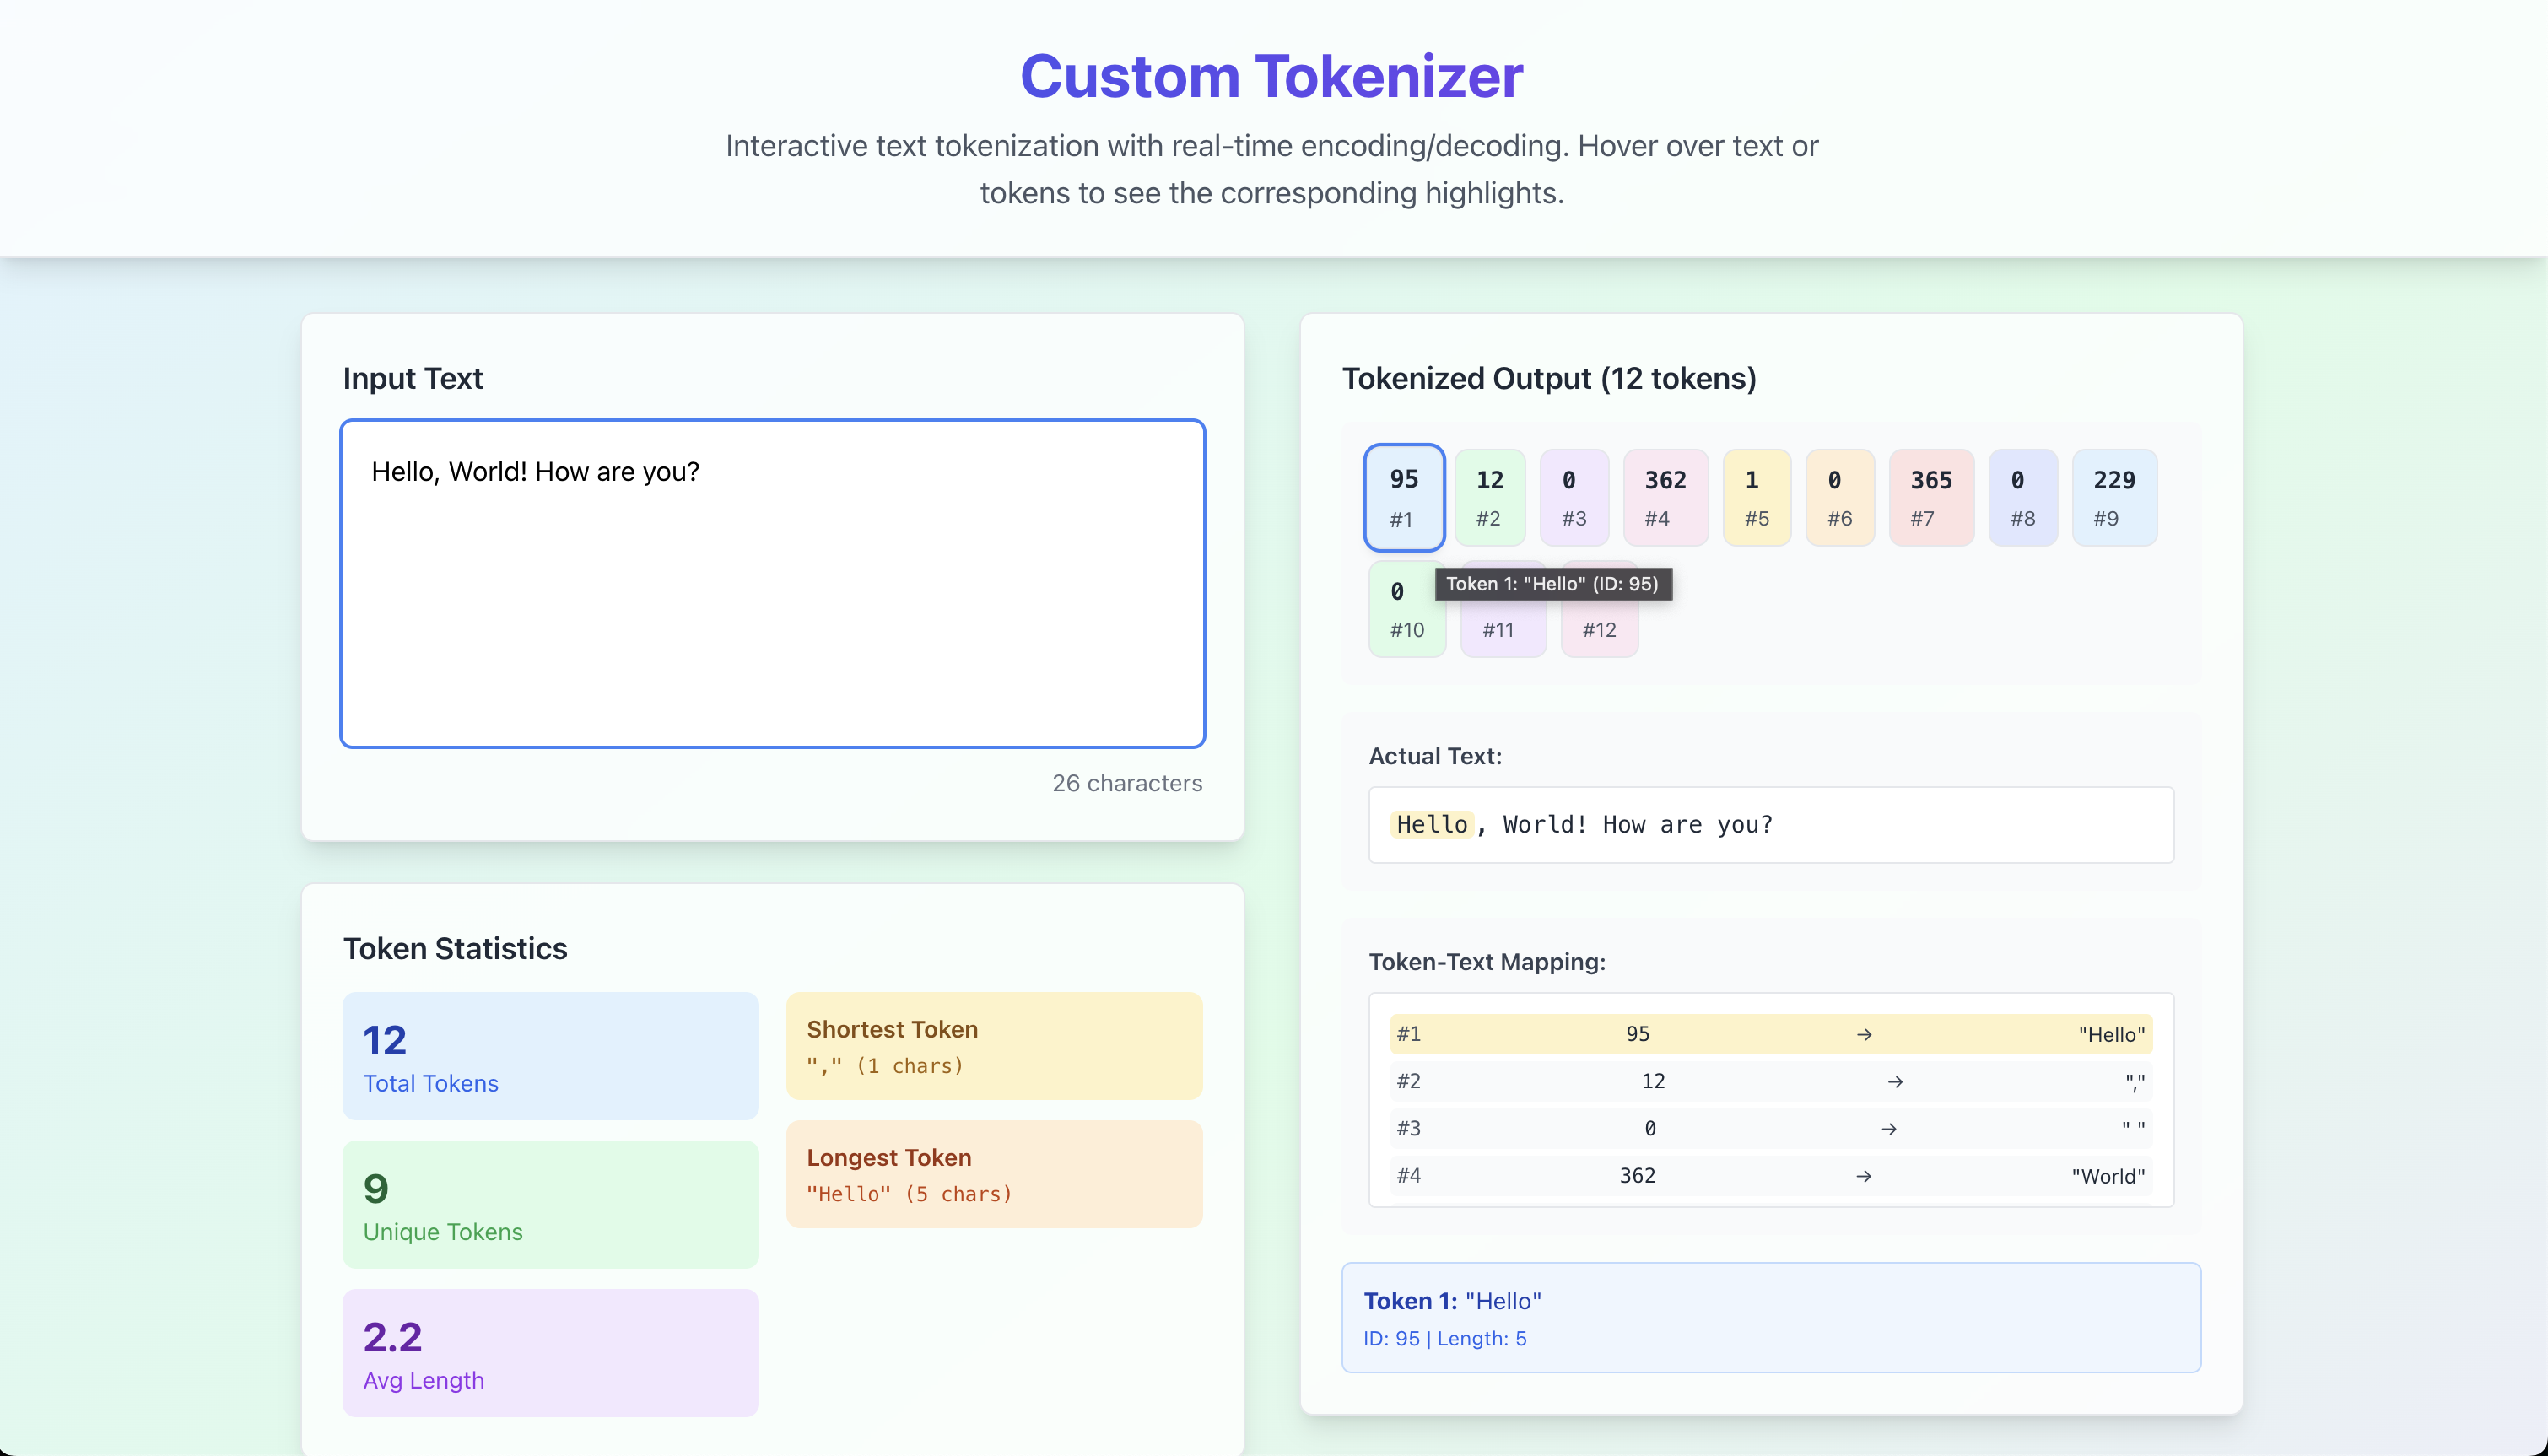 Custom Tokenizer
Interactive text tokenization with real-time encoding/decoding. Hover over text or
tokens to see the corresponding highlights.
Input Text
Hello, World! How are you?
26 characters
Token Statistics
12
Total Tokens
9
Unique Tokens
2.2
Avg Length
Shortest Token
"," (1 chars)
Longest Token
"Hello" (5 chars)
Tokenized Output (12 tokens)
95 12 0 362 1 0 365 0 229
#1 #2 #3 #4 #5 #6 #7 #8 #9
0
Token 1: "Hello" (ID: 95)
#10 #11 #12
Actual Text:
Hello, World! How are you?
Token-Text Mapping:
#1 95 → "Hello"
#2 12 → ","
#3 0 → " "
#4 362 → "World"
Token 1: "Hello"
ID: 95 | Length: 5